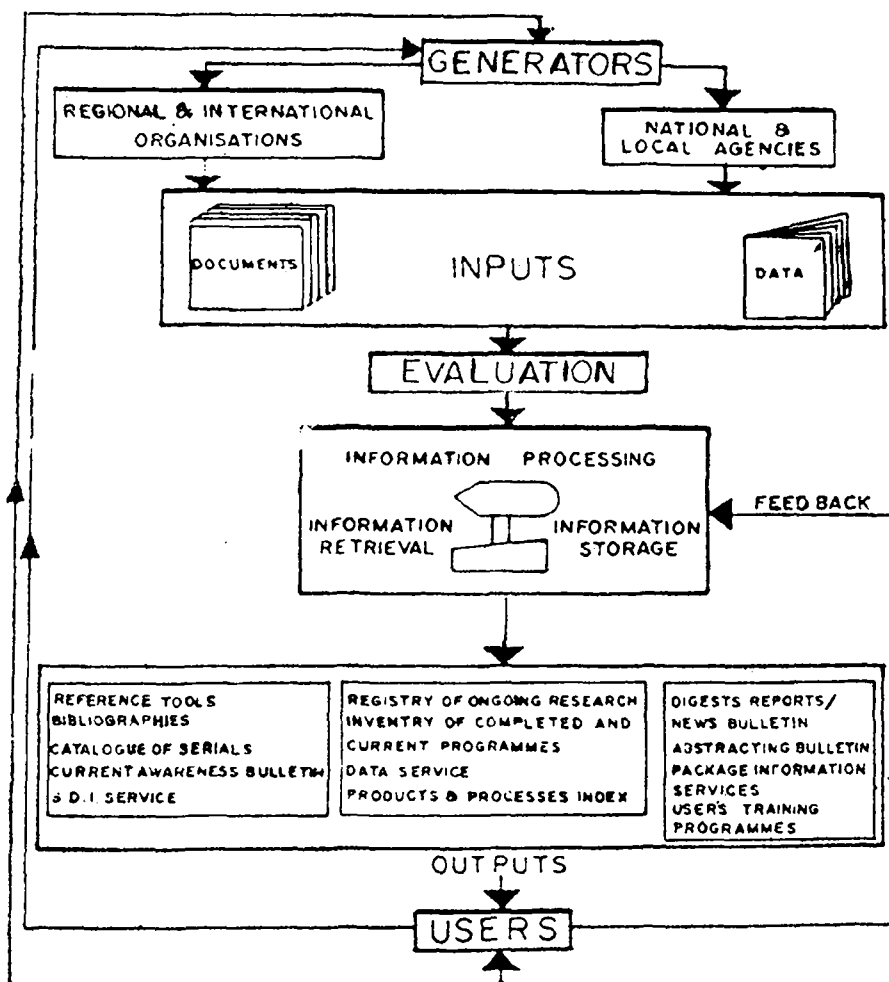 GENERATORS
REGIONAL & INTERNATIONAL
ORGANISATIONS
NATIONAL &
LOCAL AGENCIES
DOCUMENTS
INPUTS
DATA
EVALUATION
INFORMATION PROCESSING
INFORMATION
RETRIEVAL
INFORMATION
STORAGE
FEED BACK
REFERENCE TOOLS
BIBLIOGRAPHIES
CATALOGUE OF SERIALS
CURRENT AWARENESS BULLETIN
S.D.I. SERVICE
REGISTRY OF ONGOING RESEARCH
INVENTRY OF COMPLETED AND
CURRENT PROGRAMMES
DATA SERVICE
PRODUCTS & PROCESSES INDEX
DIGESTS REPORTS/
NEWS BULLETIN
ABSTRACTING BULLETIN
PACKAGE INFORMATION
SERVICES
USER'S TRAINING
PROGRAMMES
OUTPUTS
USERS